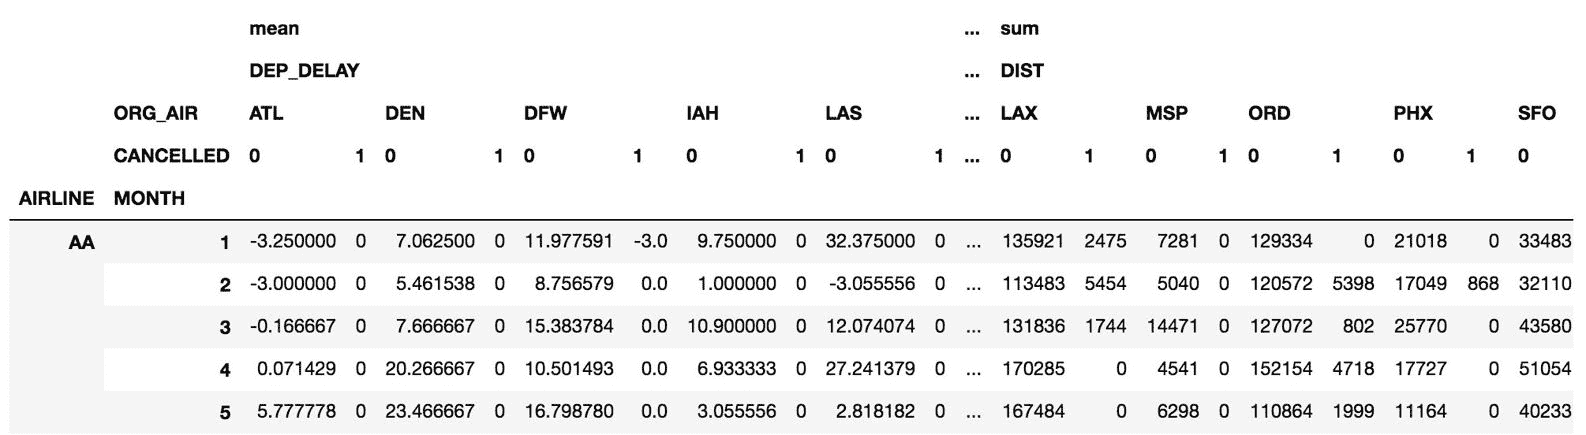 mean ... sum
DEP_DELAY ... DIST
ORG_AIR ATL DEN DFW IAH LAS ... LAX MSP ORD PHX SFO
CANCELLED 0 1 0 1 0 1 0 1 0 1 ... 0 1 0 1 0 1 0 1 0
AIRLINE MONTH
AA 1 -3.250000 0 7.062500 0 11.977591 -3.0 9.750000 0 32.375000 0 ... 135921 2475 7281 0 129334 0 21018 0 33483
2 -3.000000 0 5.461538 0 8.756579 0.0 1.000000 0 -3.055556 0 ... 113483 5454 5040 0 120572 5398 17049 868 32110
3 -0.166667 0 7.666667 0 15.383784 0.0 10.900000 0 12.074074 0 ... 131836 1744 14471 0 127072 802 25770 0 43580
4 0.071429 0 20.266667 0 10.501493 0.0 6.933333 0 27.241379 0 ... 170285 0 4541 0 152154 4718 17727 0 51054
5 5.777778 0 23.466667 0 16.798780 0.0 3.055556 0 2.818182 0 ... 167484 0 6298 0 110864 1999 11164 0 40233